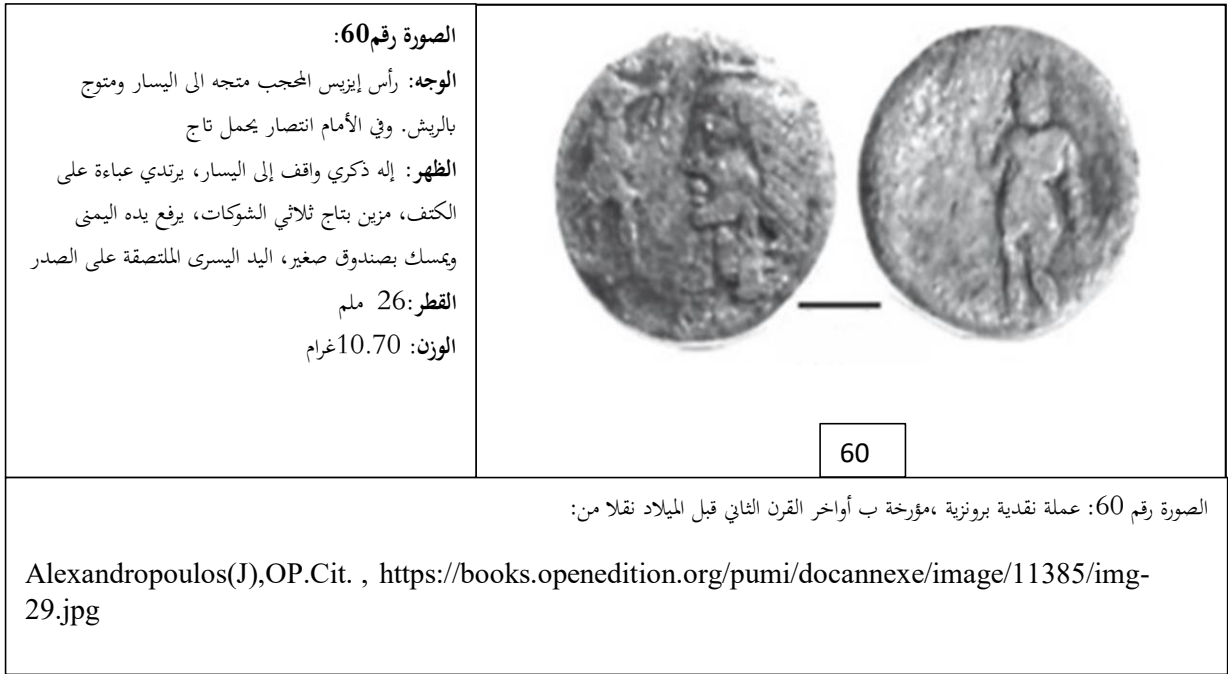 الصورة رقم60:
الوجه: رأس إيزيس المحجب متجه الى اليسار ومتوج
بالريش. وفي الأمام انتصار يحمل تاج
الظهر: إله ذكري واقف إلى اليسار، يرتدي عباءة على
الكتف، مزين بتاج ثلاثي الشوكات، يرفع يده اليمنى
ويمسك بصندوق صغير، اليد اليسرى الملتصقة على الصدر
القطر:26 ملم
الوزن: 10.70غرام
60
الصورة رقم 60: عملة نقدية برونزية ،مؤرخة ب أواخر القرن الثاني قبل الميلاد نقلا من:
Alexandropoulos(J),OP.Cit. , https://books.openedition.org/pumi/docannexe/image/11385/img-
29.jpg